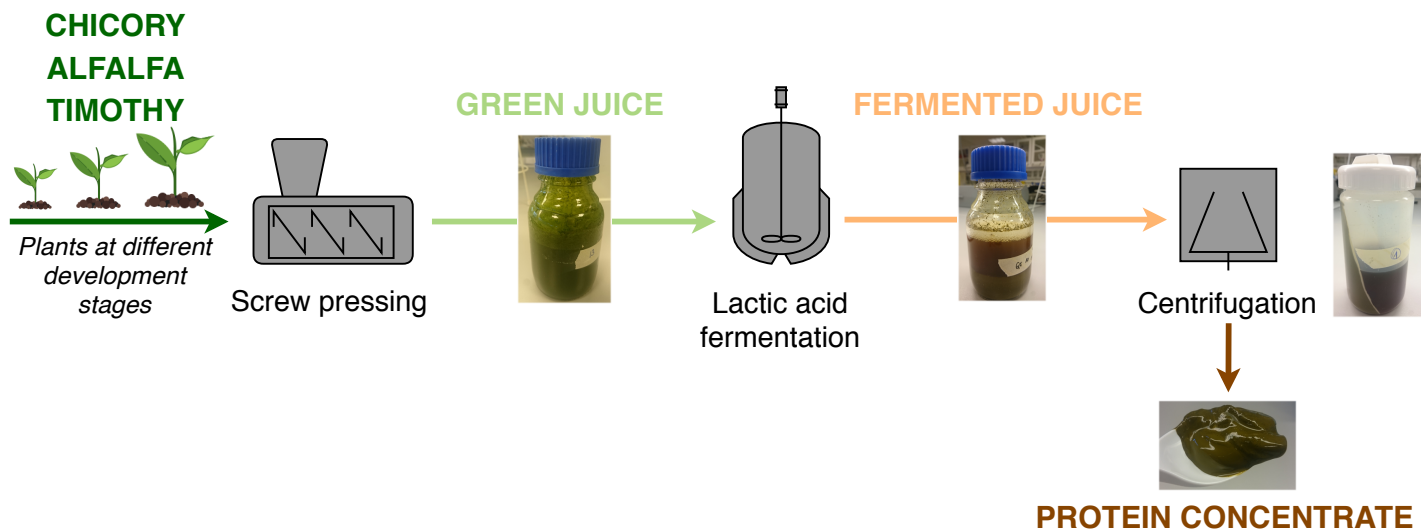 CHICORY
ALFALFA
TIMOTHY
Plants at different
development
stages
Screw pressing
GREEN JUICE
Lactic acid
fermentation
FERMENTED JUICE
Centrifugation
PROTEIN CONCENTRATE